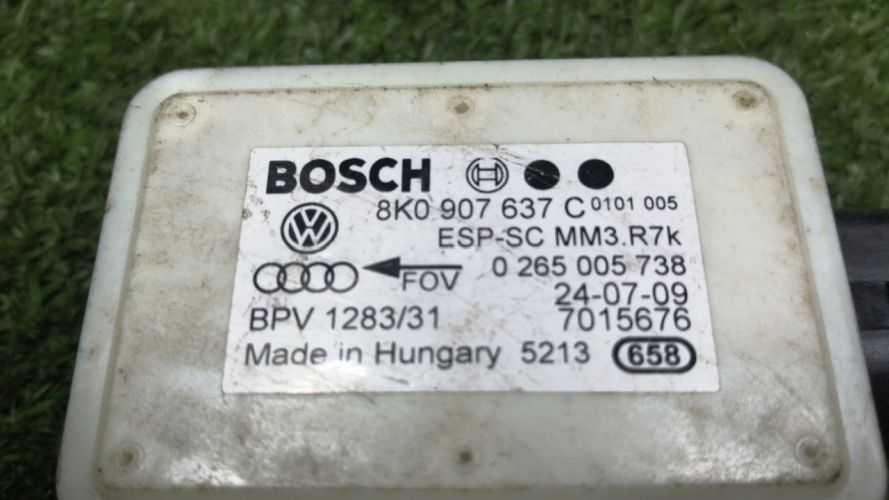 BOSCH
8K0 907 637 C 0101 005
ESP-SC MM3.R7k
FOV 0 265 005 738
24-07-09
BPV 1283/31 7015676
Made in Hungary 5213 658